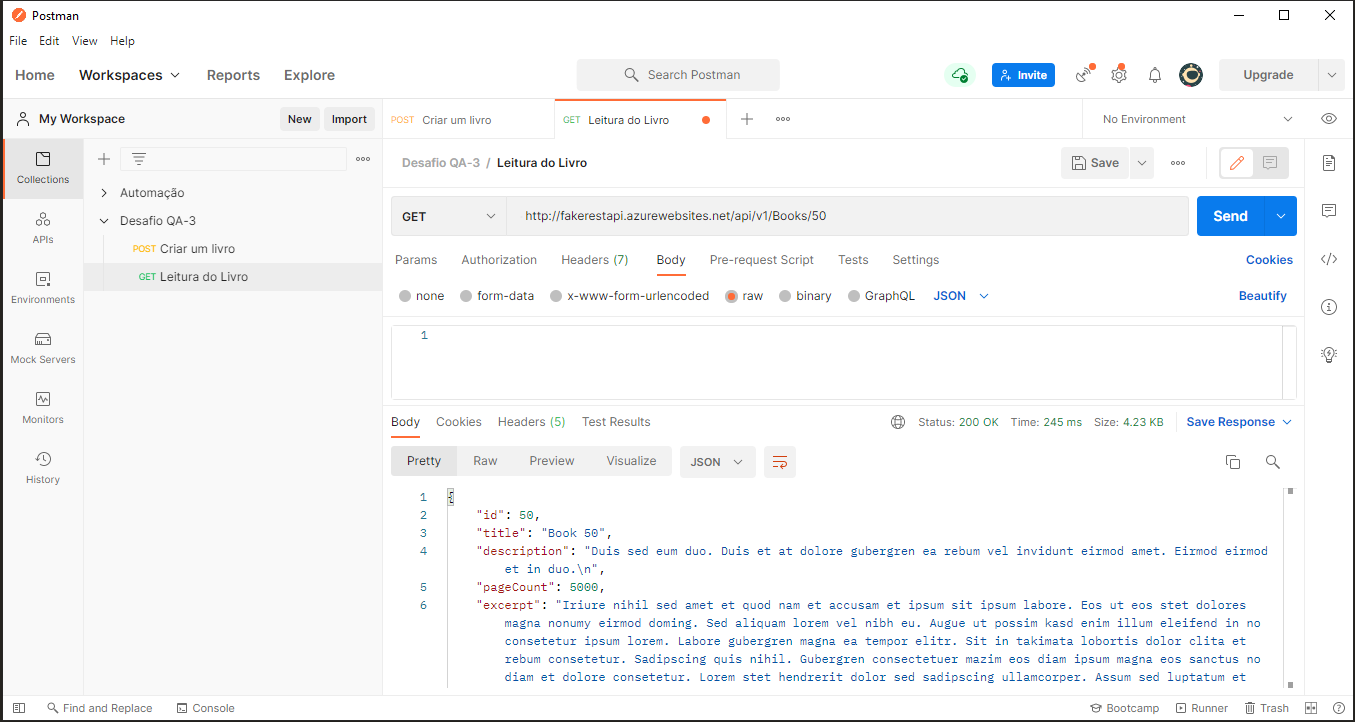 Postman
File Edit View Help
Home Workspaces Reports Explore Search Postman Invite Upgrade
My Workspace New Import
POST Criar um livro GET Leitura do Livro No Environment
Collections
APIs
Environments
Mock Servers
Monitors
History
Automação
Desafio QA-3
POST Criar um livro
GET Leitura do Livro
Desafio QA-3 / Leitura do Livro Save
GET http://fakerestapi.azurewebsites.net/api/v1/Books/50 Send
Params Authorization Headers (7) Body Pre-request Script Tests Settings Cookies
none form-data x-www-form-urlencoded raw binary GraphQL JSON Beautify
1
Body Cookies Headers (5) Test Results Status: 200 OK Time: 245 ms Size: 4.23 KB Save Response
Pretty Raw Preview Visualize JSON
1 {
2 "id": 50,
3 "title": "Book 50",
4 "description": "Duis sed eum duo. Duis et at dolore gubergren ea rebum vel invidunt eirmod amet. Eirmod eirmod
et in duo.\n",
5 "pageCount": 5000,
6 "excerpt": "Iriure nihil sed amet et quod nam et accusam et ipsum sit ipsum labore. Eos ut eos stet dolores
magna nonumy eirmod doming. Sed aliquam lorem vel nibh eu. Augue ut possim kasd enim illum eleifend in no
consetetur ipsum lorem. Labore gubergren magna ea tempor elitr. Sit in takimata lobortis dolor clita et
rebum consetetur. Sadipscing quis nihil. Gubergren consectetuer mazim eos diam ipsum magna eos sanctus no
diam et dolore consetetur. Lorem stet hendrerit dolor sed sadipscing ullamcorper. Assum sed luptatum et
Find and Replace Console Bootcamp Runner Trash